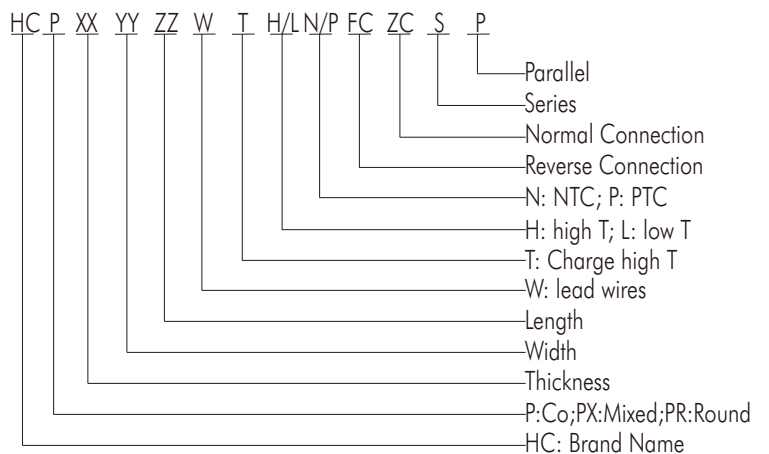 HC P XX YY ZZ W T H/L N/P FC ZC S P
Parallel
Series
Normal Connection
Reverse Connection
N: NTC; P: PTC
H: high T; L: low T
T: Charge high T
W: lead wires
Length
Width
Thickness
P:Co;PX:Mixed;PR:Round
HC: Brand Name